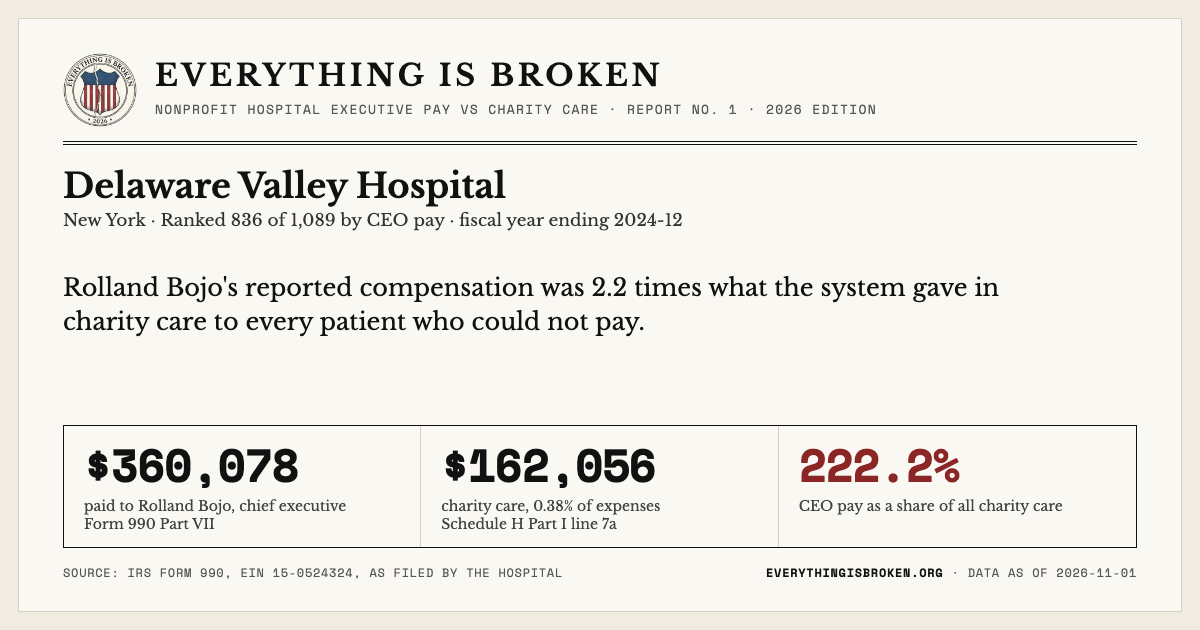 EVERYTHING IS BROKEN
· 2026 ·
EVERYTHING IS BROKEN
NONPROFIT HOSPITAL EXECUTIVE PAY VS CHARITY CARE · REPORT NO. 1 · 2026 EDITION
Delaware Valley Hospital
New York · Ranked 836 of 1,089 by CEO pay · fiscal year ending 2024-12
Rolland Bojo's reported compensation was 2.2 times what the system gave in
charity care to every patient who could not pay.
$360,078
paid to Rolland Bojo, chief executive
Form 990 Part VII
$162,056
charity care, 0.38% of expenses
Schedule H Part I line 7a
222.2%
CEO pay as a share of all charity care
SOURCE: IRS FORM 990, EIN 15-0524324, AS FILED BY THE HOSPITAL
EVERYTHINGISBROKEN.ORG · DATA AS OF 2026-11-01